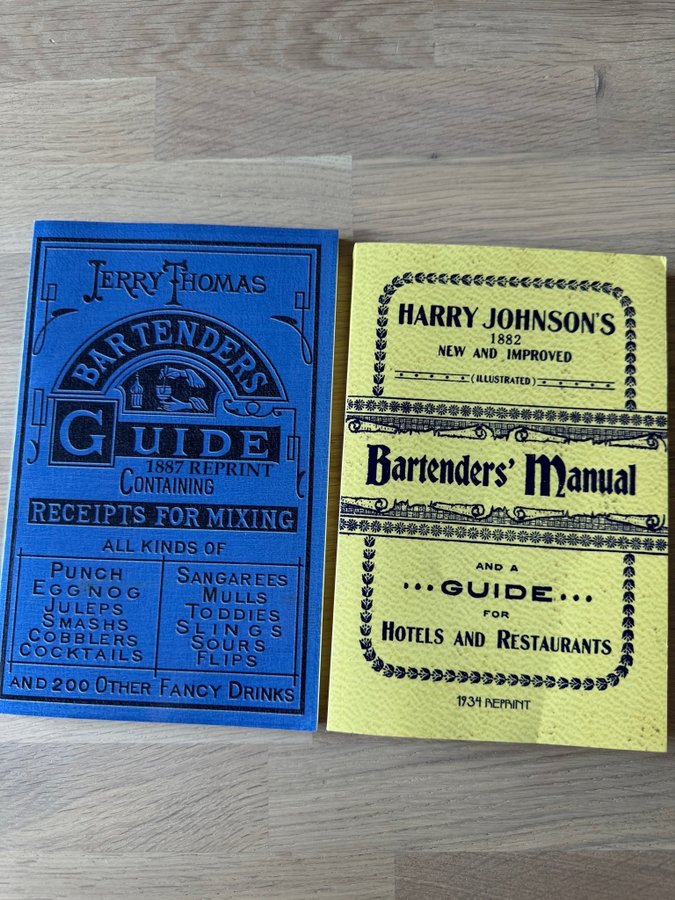 JERRY THOMAS
BARTENDERS
GUIDE
1887 REPRINT
CONTAINING
RECEIPTS FOR MIXING
ALL KINDS OF
PUNCH
EGGNOG
JULEPS
SMASHS
COBBLERS
COCKTAILS
SANGAREES
MULLS
TODDIES
SLINGS
SOURS
FLIPS
AND 200 OTHER FANCY DRINKS
HARRY JOHNSON'S
1882
NEW AND IMPROVED
(ILLUSTRATED)
Bartenders' Manual
AND A
...GUIDE...
FOR
HOTELS AND RESTAURANTS
1934 REPRINT